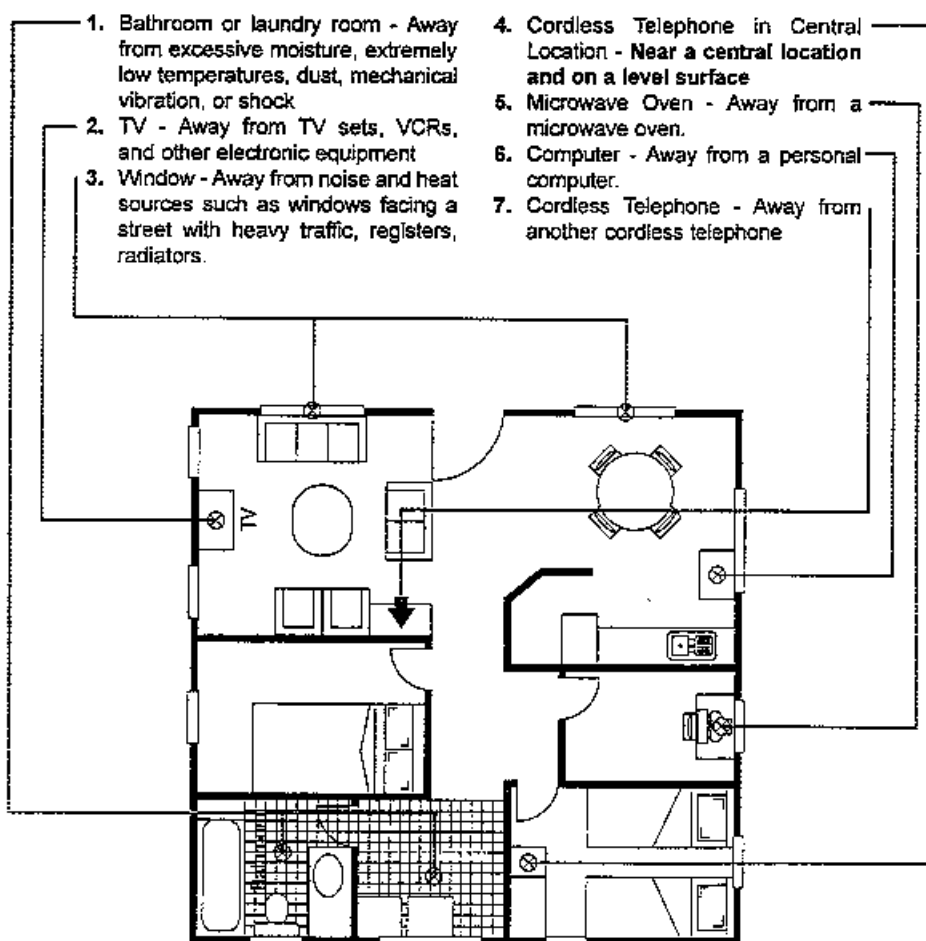 1. Bathroom or laundry room - Away
from excessive moisture, extremely
low temperatures, dust, mechanical
vibration, or shock
2. TV - Away from TV sets, VCRs,
and other electronic equipment
3. Window - Away from noise and heat
sources such as windows facing a
street with heavy traffic, registers,
radiators.
4. Cordless Telephone in Central
Location - Near a central location
and on a level surface
5. Microwave Oven - Away from a
microwave oven.
6. Computer - Away from a personal
computer.
7. Cordless Telephone - Away from
another cordless telephone
TV
Bathroom